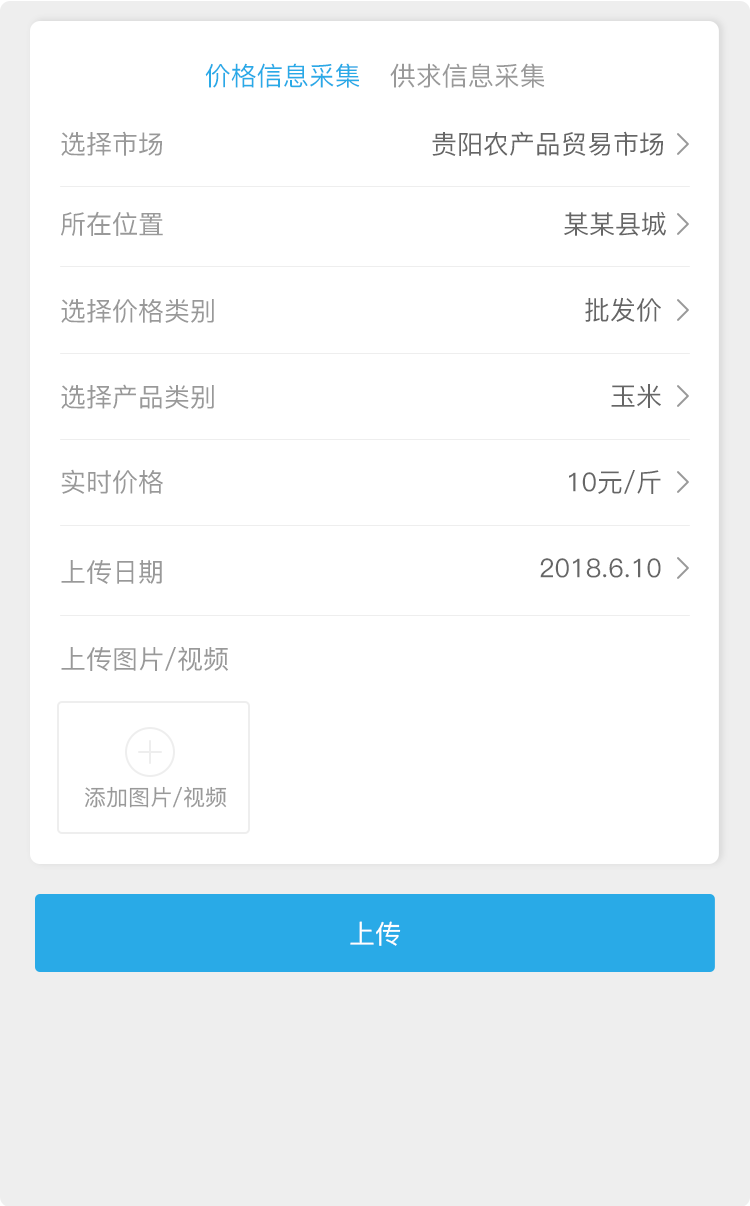 价格信息采集 供求信息采集
选择市场 贵阳农产品贸易市场
所在位置 某某县城
选择价格类别 批发价
选择产品类别 玉米
实时价格 10元/斤
上传日期 2018.6.10
上传图片/视频
添加图片/视频
上传